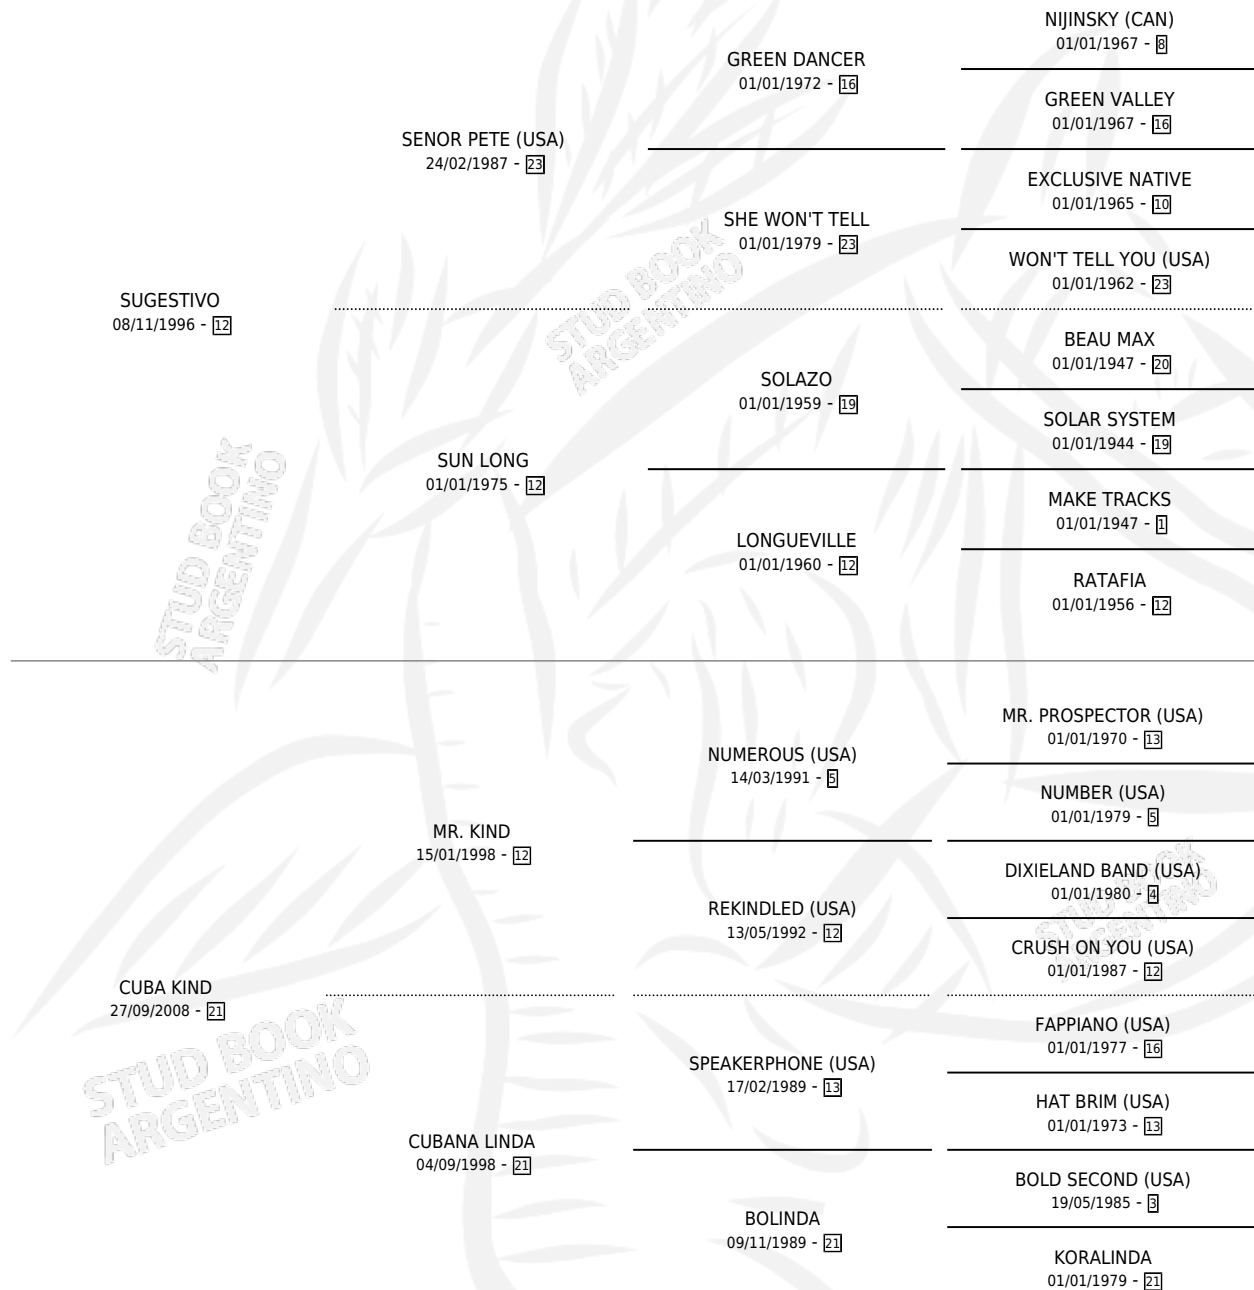 NIJINSKY (CAN)
01/01/1967 - 8
GREEN DANCER
01/01/1972 - 16
GREEN VALLEY
01/01/1967 - 16
SENOR PETE (USA)
24/02/1987 - 23
EXCLUSIVE NATIVE
01/01/1965 - 10
SHE WON'T TELL
01/01/1979 - 23
WON'T TELL YOU (USA)
01/01/1962 - 23
SUGESTIVO
08/11/1996 - 12
BEAU MAX
01/01/1947 - 20
SOLAZO
01/01/1959 - 19
SOLAR SYSTEM
01/01/1944 - 19
SUN LONG
01/01/1975 - 12
MAKE TRACKS
01/01/1947 - 1
LONGUEVILLE
01/01/1960 - 12
RATAFIA
01/01/1956 - 12
MR. PROSPECTOR (USA)
01/01/1970 - 13
NUMEROUS (USA)
14/03/1991 - 5
NUMBER (USA)
01/01/1979 - 5
MR. KIND
15/01/1998 - 12
DIXIELAND BAND (USA)
01/01/1980 - 4
REKINDLED (USA)
13/05/1992 - 12
CRUSH ON YOU (USA)
01/01/1987 - 12
CUBA KIND
27/09/2008 - 21
FAPPIANO (USA)
01/01/1977 - 16
SPEAKERPHONE (USA)
17/02/1989 - 13
HAT BRIM (USA)
01/01/1973 - 13
CUBANA LINDA
04/09/1998 - 21
BOLD SECOND (USA)
19/05/1985 - 3
BOLINDA
09/11/1989 - 21
KORALINDA
01/01/1979 - 21
STUD BOOK
ARGENTINO
STUD BOOK
ARGENTINO
STUD BOOK
ARGENTINO
STUD BOOK
ARGENTINO